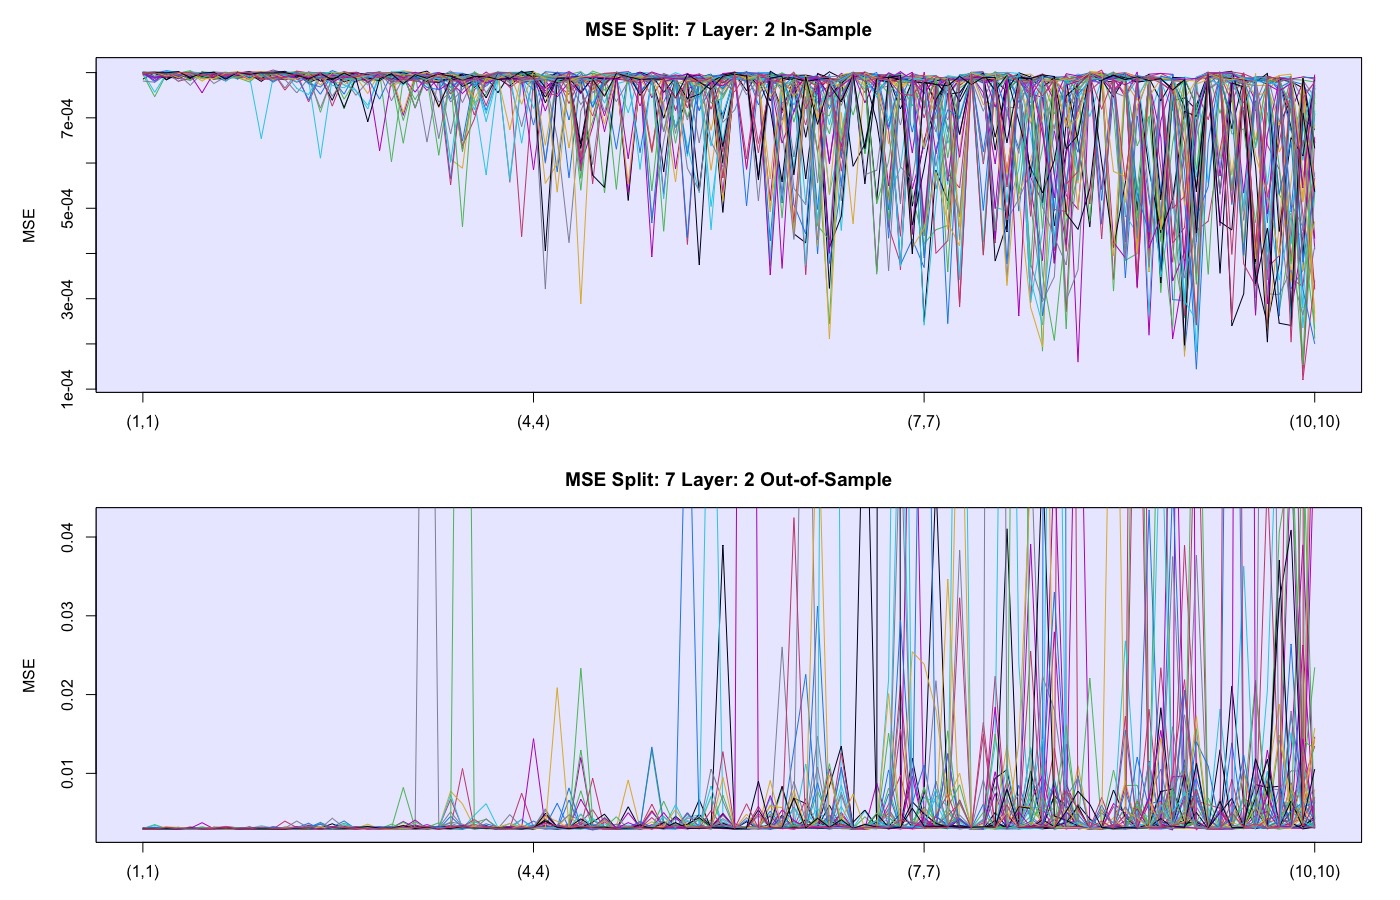 MSE Split: 7 Layer: 2 In-Sample
MSE
7e-04
5e-04
3e-04
1e-04
(1,1)
(4,4)
(7,7)
(10,10)
MSE Split: 7 Layer: 2 Out-of-Sample
MSE
0.04
0.03
0.02
0.01
(1,1)
(4,4)
(7,7)
(10,10)